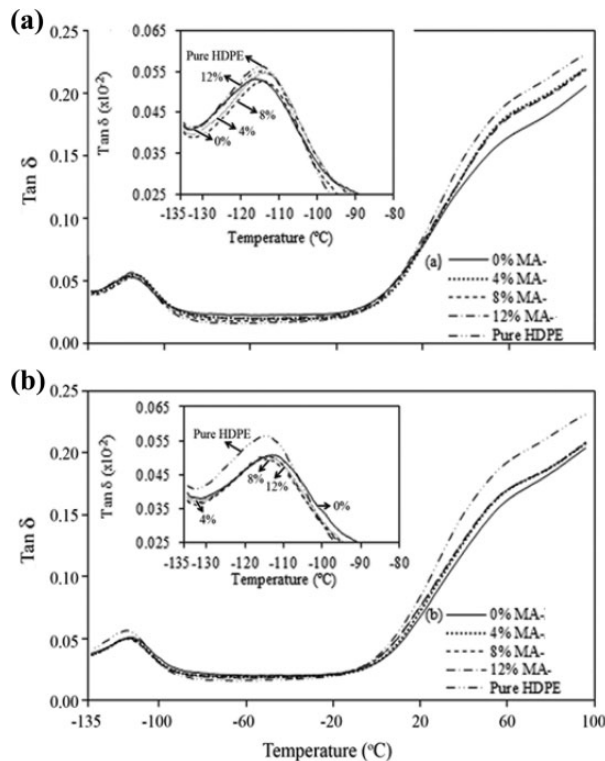 (a)
0.25
0.20
0.15
0.10
0.05
0.00
Tan δ
0.065
0.055
0.045
0.035
0.025
Tan δ (x10-2)
Pure HDPE
12%
8%
4%
0%
-135 -130 -120 -110 -100 -90 -80
Temperature (°C)
(a)
0% MA-
4% MA-
8% MA-
12% MA-
Pure HDPE
(b)
0.25
0.20
0.15
0.10
0.05
0.00
Tan δ
0.065
0.055
0.045
0.035
0.025
Tan δ (x10-2)
Pure HDPE
8%
12%
0%
4%
-135 -130 -120 -110 -100 -90 -80
Temperature (°C)
(b)
0% MA-
4% MA-
8% MA-
12% MA-
Pure HDPE
-135 -100 -60 -20 20 60 100
Temperature (°C)